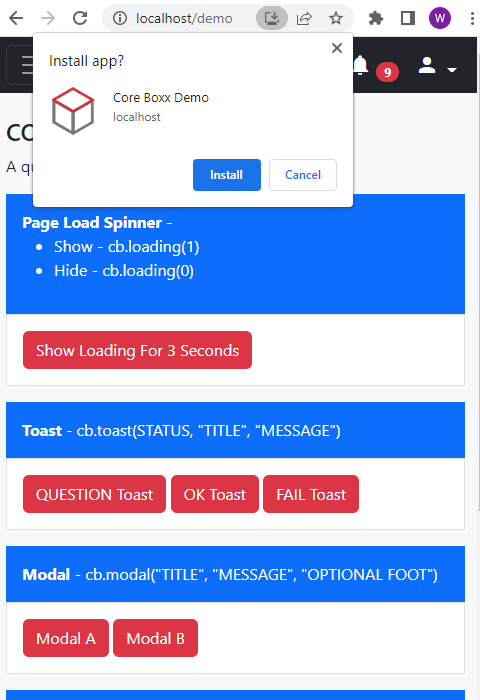 localhost/demo
W
Install app?
Core Boxx Demo
localhost
Install
Cancel
9
CO
A qu
Page Load Spinner -
Show - cb.loading(1)
Hide - cb.loading(0)
Show Loading For 3 Seconds
Toast - cb.toast(STATUS, "TITLE", "MESSAGE")
QUESTION Toast OK Toast FAIL Toast
Modal - cb.modal("TITLE", "MESSAGE", "OPTIONAL FOOT")
Modal A Modal B